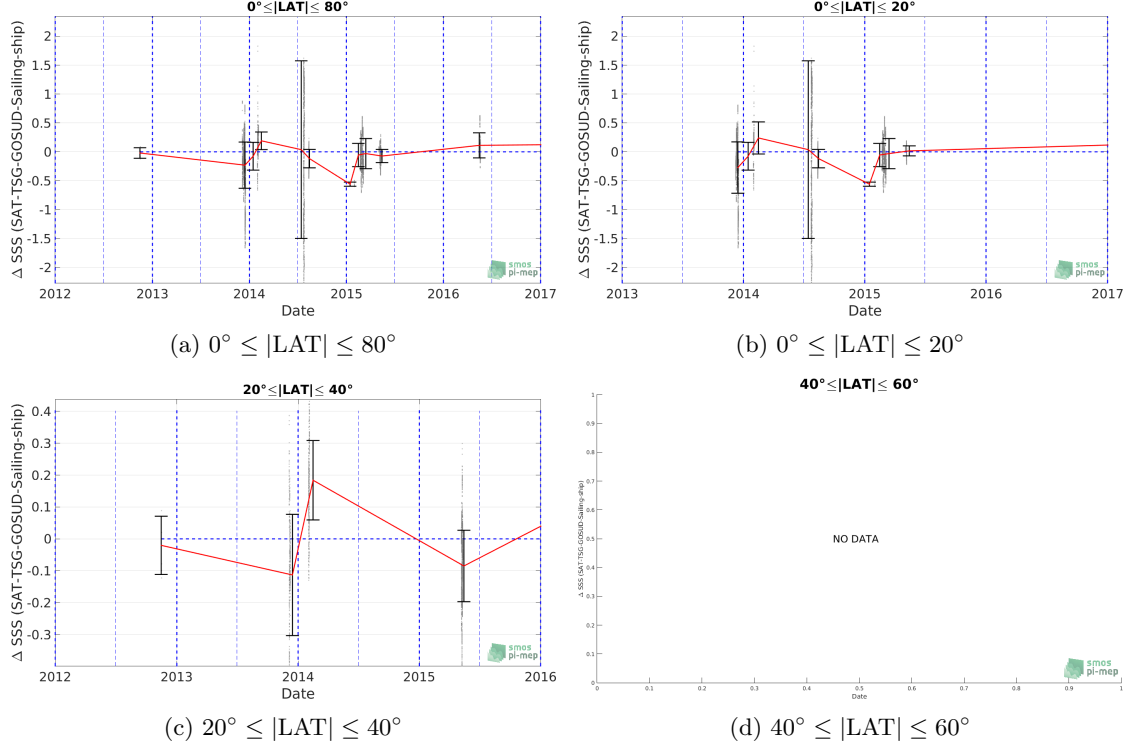 0°≤|LAT|≤ 80°
Δ SSS (SAT-TSG-GOSUD-Sailing-ship)
2
1.5
1
0.5
0
-0.5
-1
-1.5
-2
2012 2013 2014 2015 2016 2017
Date
smos
pi-mep
(a) 0° ≤ |LAT| ≤ 80°
0°≤|LAT|≤ 20°
Δ SSS (SAT-TSG-GOSUD-Sailing-ship)
2
1.5
1
0.5
0
-0.5
-1
-1.5
-2
2013 2014 2015 2016 2017
Date
smos
pi-mep
(b) 0° ≤ |LAT| ≤ 20°
20°≤|LAT|≤ 40°
Δ SSS (SAT-TSG-GOSUD-Sailing-ship)
0.4
0.3
0.2
0.1
0
-0.1
-0.2
-0.3
2012 2013 2014 2015 2016
Date
smos
pi-mep
(c) 20° ≤ |LAT| ≤ 40°
40°≤|LAT|≤ 60°
Δ SSS (SAT-TSG-GOSUD-Sailing-ship)
1
0.9
0.8
0.7
0.6
0.5
0.4
0.3
0.2
0.1
0
NO DATA
0 0.1 0.2 0.3 0.4 0.5 0.6 0.7 0.8 0.9 1
Date
smos
pi-mep
(d) 40° ≤ |LAT| ≤ 60°